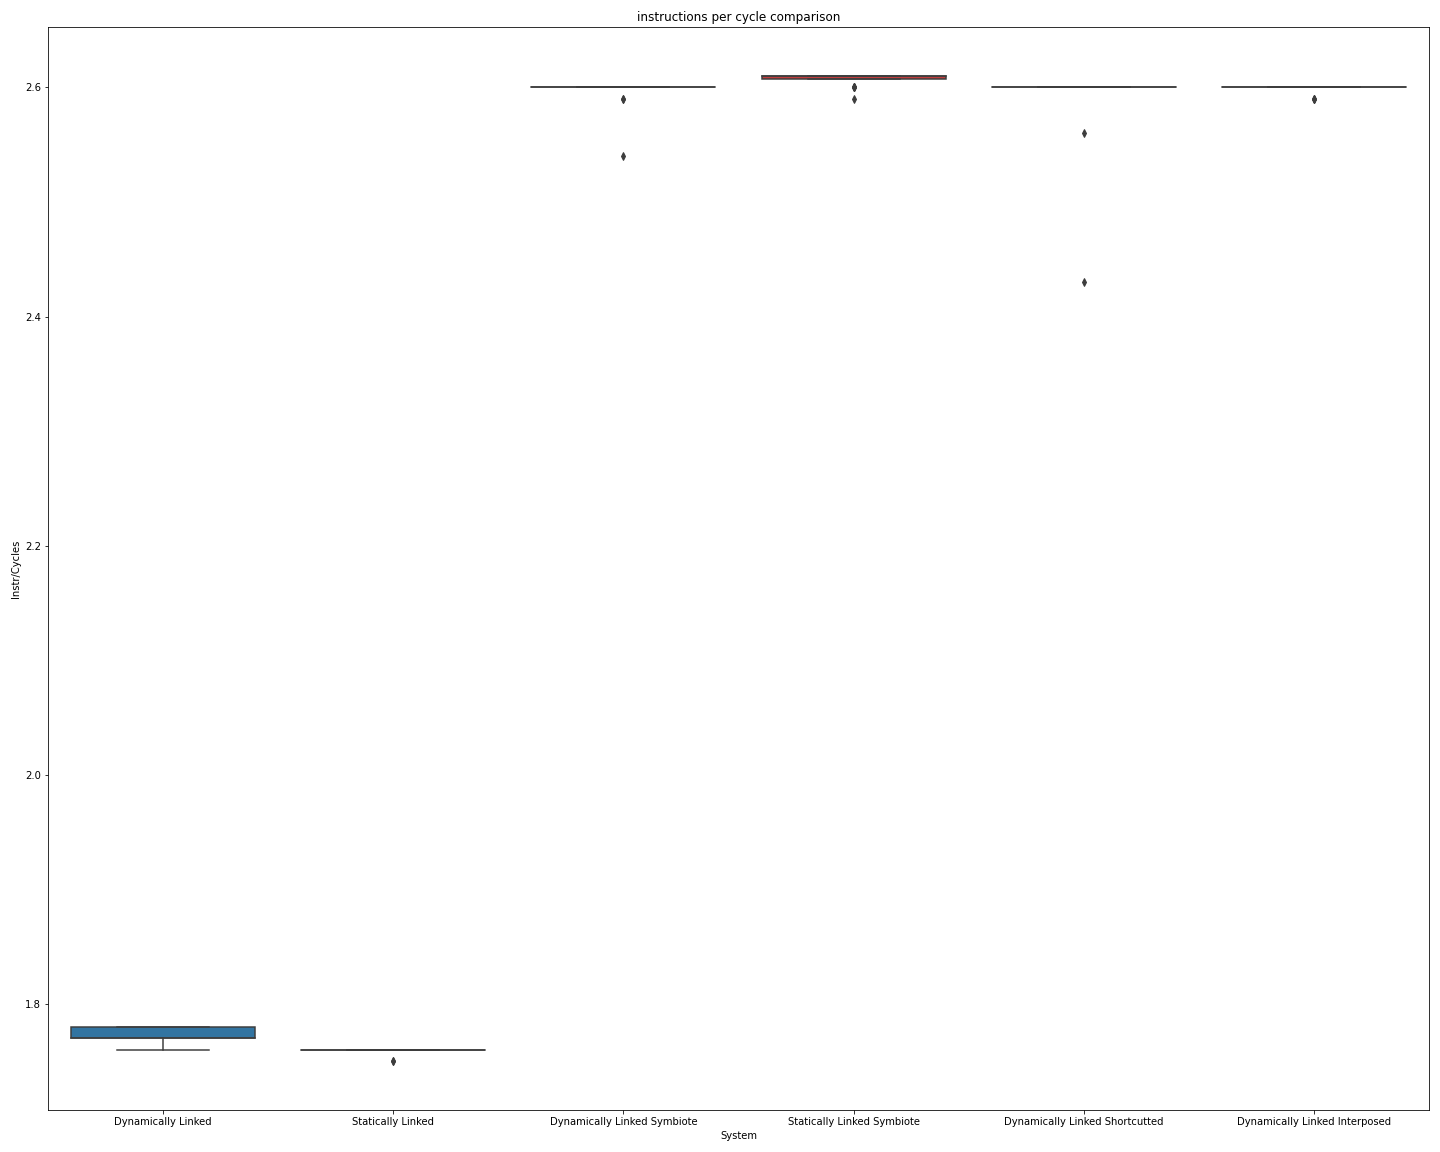 instructions per cycle comparison
Instr/Cycles
2.6
2.4
2.2
2.0
1.8
Dynamically Linked
Statically Linked
Dynamically Linked Symbiote
Statically Linked Symbiote
Dynamically Linked Shortcutted
Dynamically Linked Interposed
System